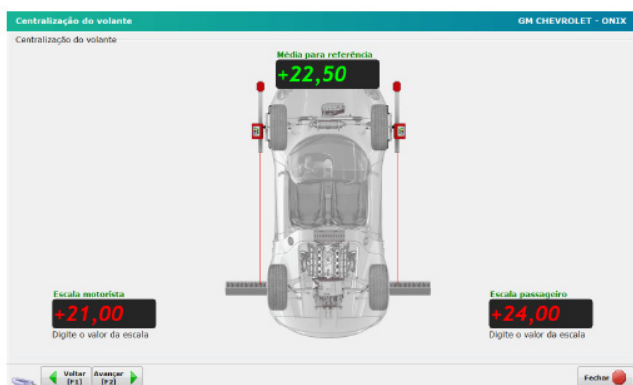 Centralização do volante
GM CHEVROLET - ONIX
Centralização do volante
Média para referência
+22,50
Escala motorista
+21,00
Digite o valor da escala
Escala passageiro
+24,00
Digite o valor da escala
Voltar
[F1]
Avançar
[F2]
Fechar